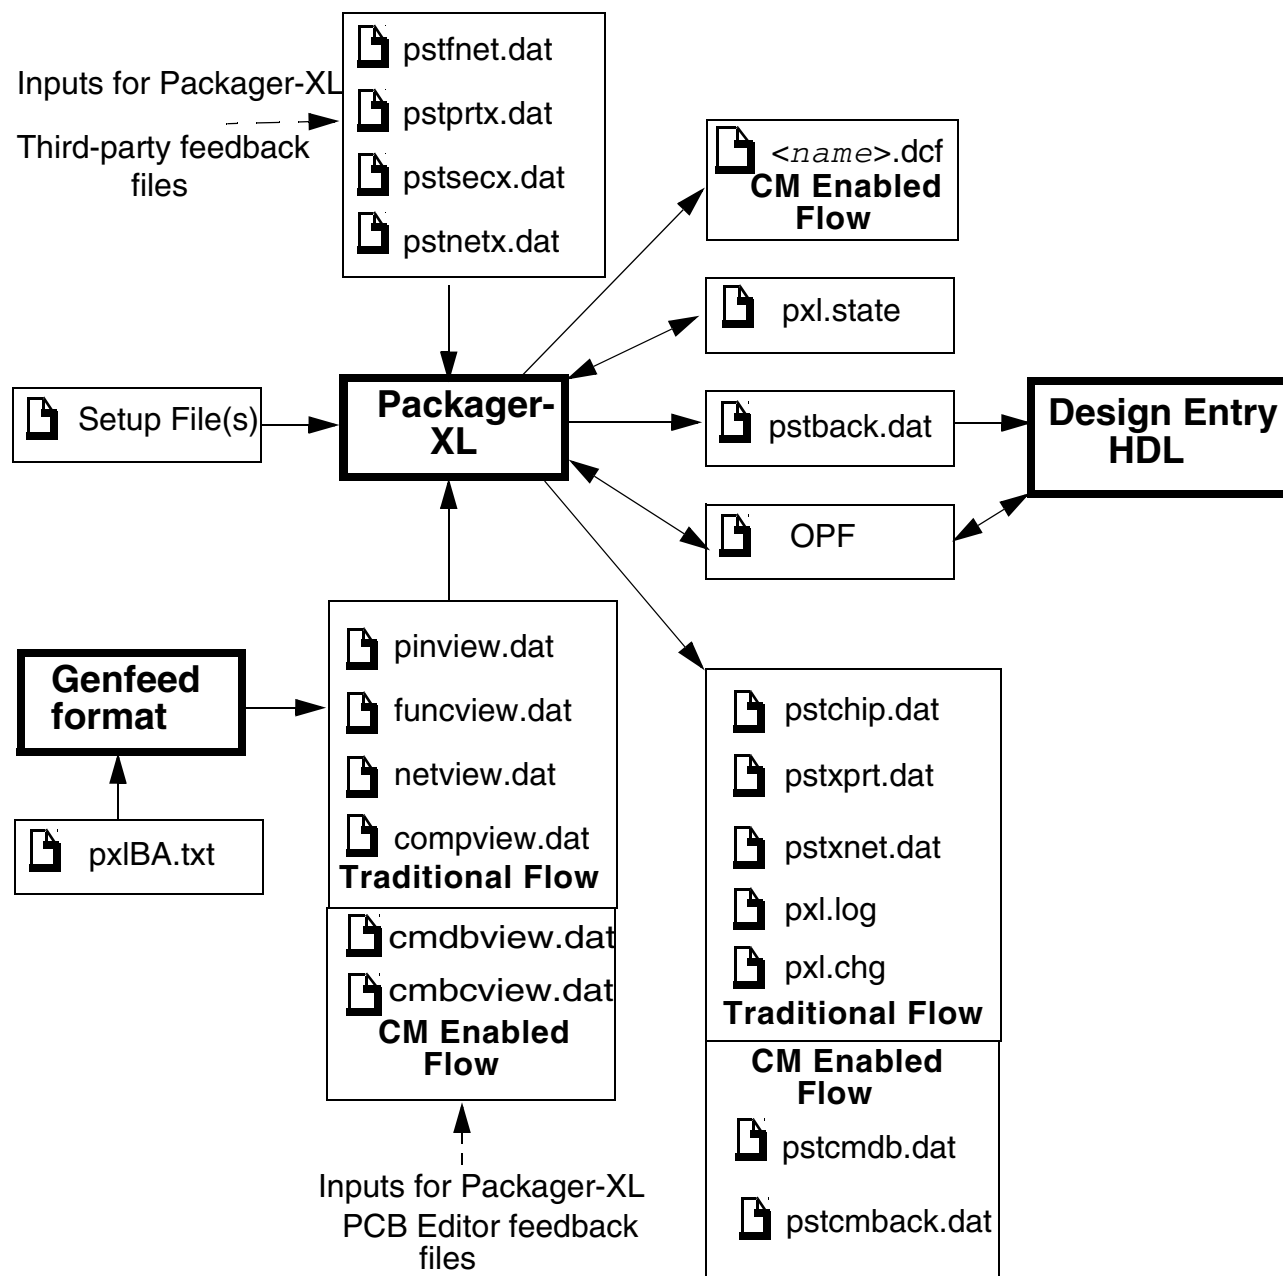 Inputs for Packager-XL
Third-party feedback
files
pstfnet.dat
pstprtx.dat
pstsecx.dat
pstnetx.dat
<name>.dcf
CM Enabled
Flow
pxl.state
Setup File(s)
Packager-
XL
pstback.dat
Design Entry
HDL
OPF
Genfeed
format
pxlBA.txt
pinview.dat
funcview.dat
netview.dat
compview.dat
Traditional Flow
cmdbview.dat
cmbcview.dat
CM Enabled
Flow
Inputs for Packager-XL
PCB Editor feedback
files
pstchip.dat
pstxprt.dat
pstxnet.dat
pxl.log
pxl.chg
Traditional Flow
CM Enabled
Flow
pstcmdb.dat
pstcmback.dat